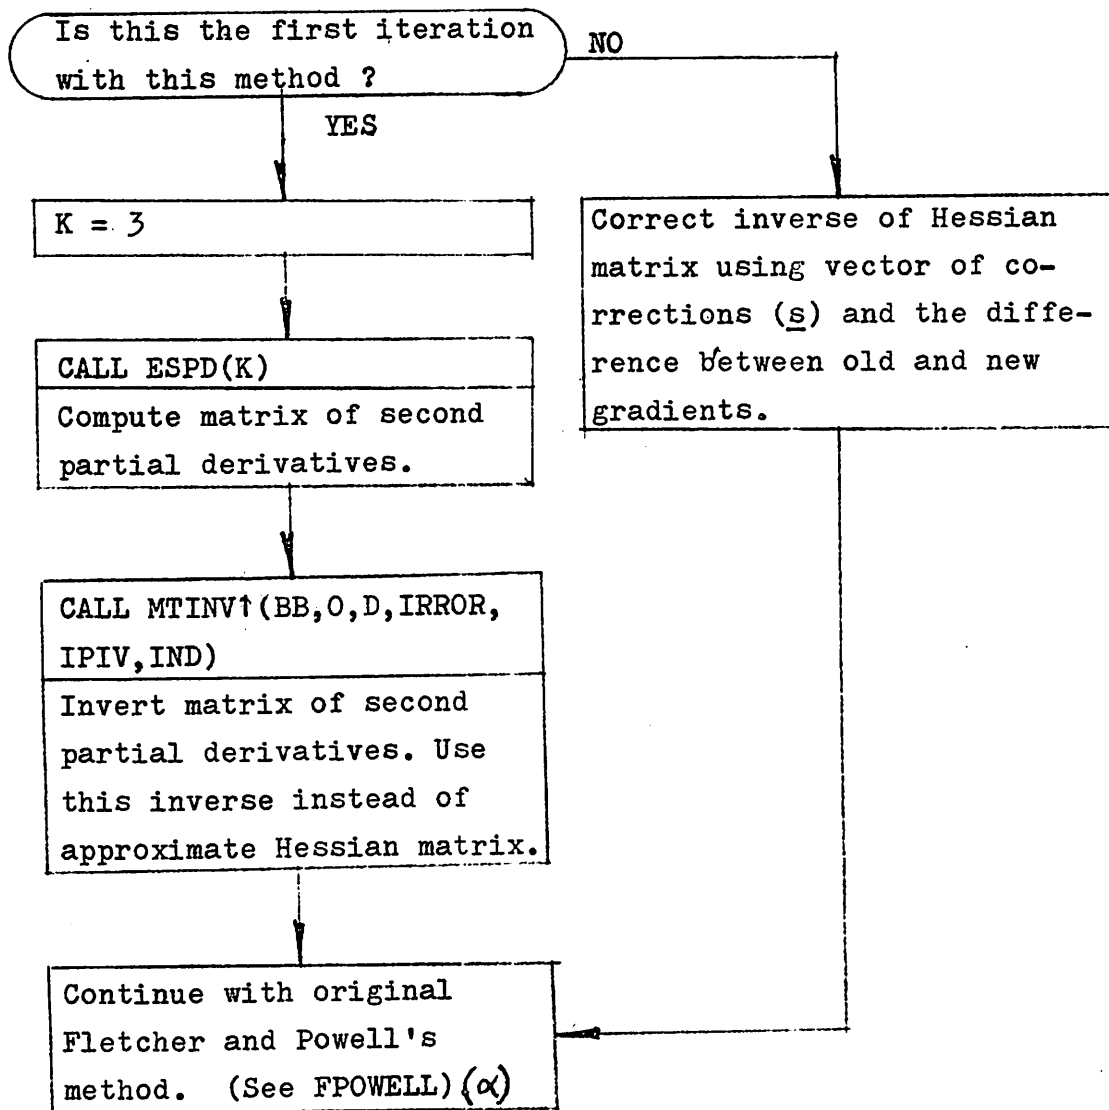 Is this the first iteration
with this method ?
NO
YES
K = 3
Correct inverse of Hessian
matrix using vector of co-
rrections (s) and the diffe-
rence between old and new
gradients.
CALL ESPD(K)
Compute matrix of second
partial derivatives.
CALL MTINV↑(BB,O,D,IRROR,
IPIV,IND)
Invert matrix of second
partial derivatives. Use
this inverse instead of
approximate Hessian matrix.
Continue with original
Fletcher and Powell's
method. (See FPOWELL)(α)